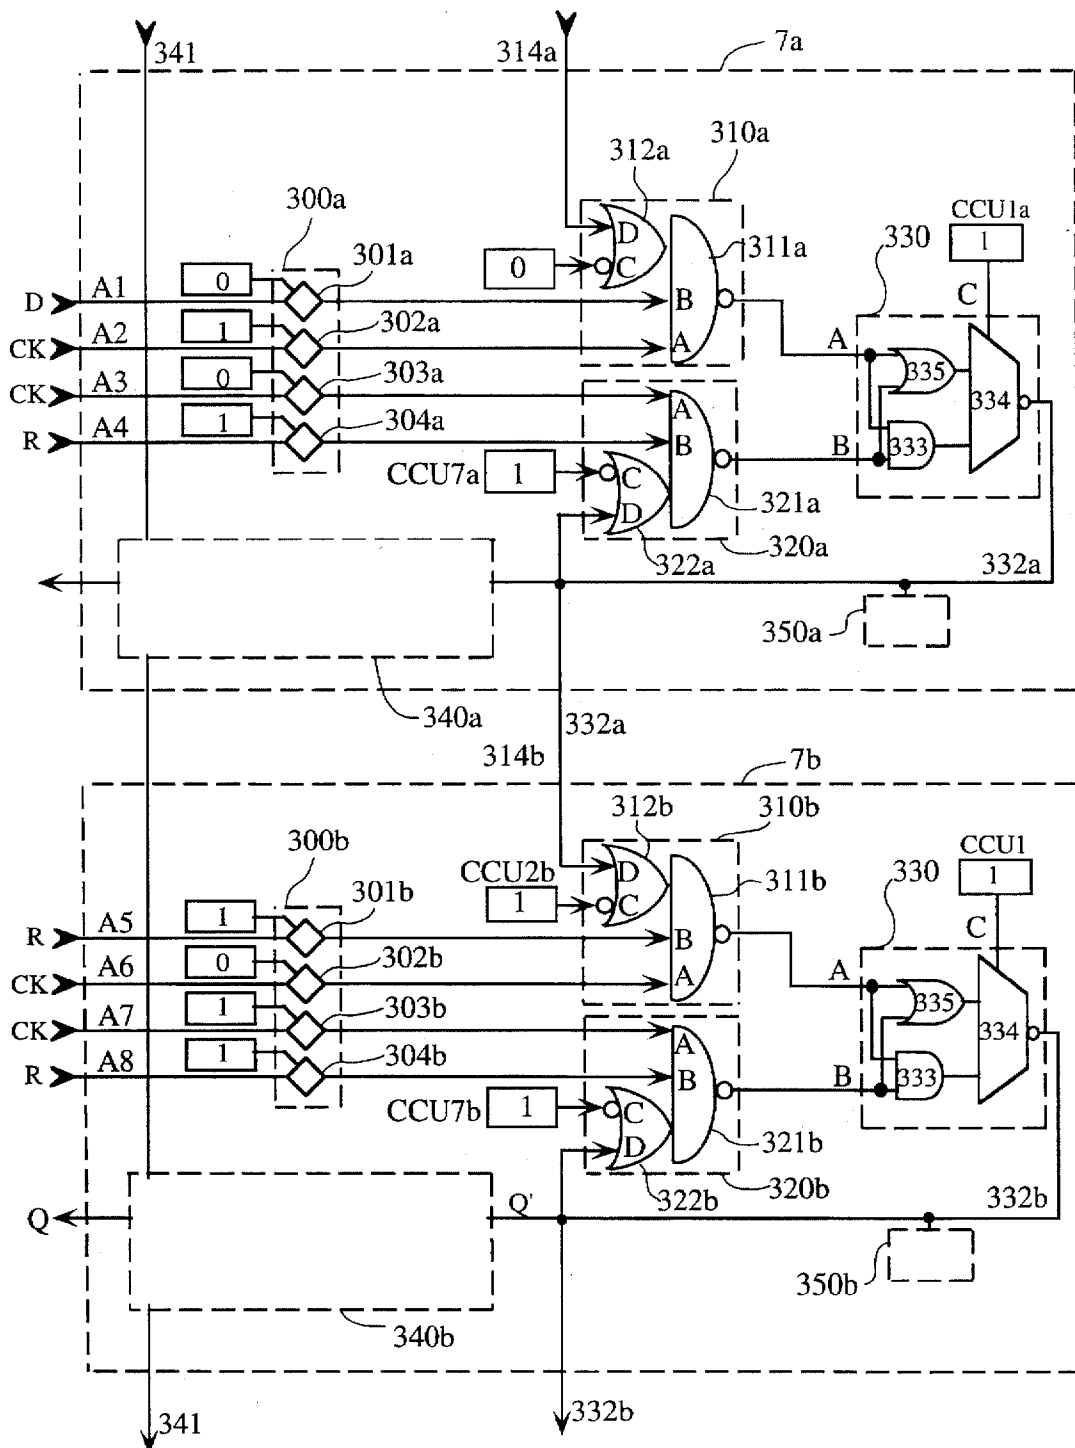 341
314a
7a
312a
310a
300a
CCU1a
301a
D
311a
1
330
0
0
C
C
D
A1
B
A
1
302a
CK
A2
A
335
0
334
CK
A3
303a
A
1
333
R
A4
304a
B
B
CCU7a
1
C
321a
D
320a
322a
332a
350a
340a
332a
314b
7b
312b
310b
300b
CCU1
D
CCU2b
301b
311b
1
330
1
1
C
C
R
A5
B
A
0
302b
CK
A6
A
335
1
334
CK
A7
303b
A
1
333
R
A8
304b
B
B
CCU7b
1
C
321b
D
320b
322b
332b
Q
Q'
350b
340b
341
332b